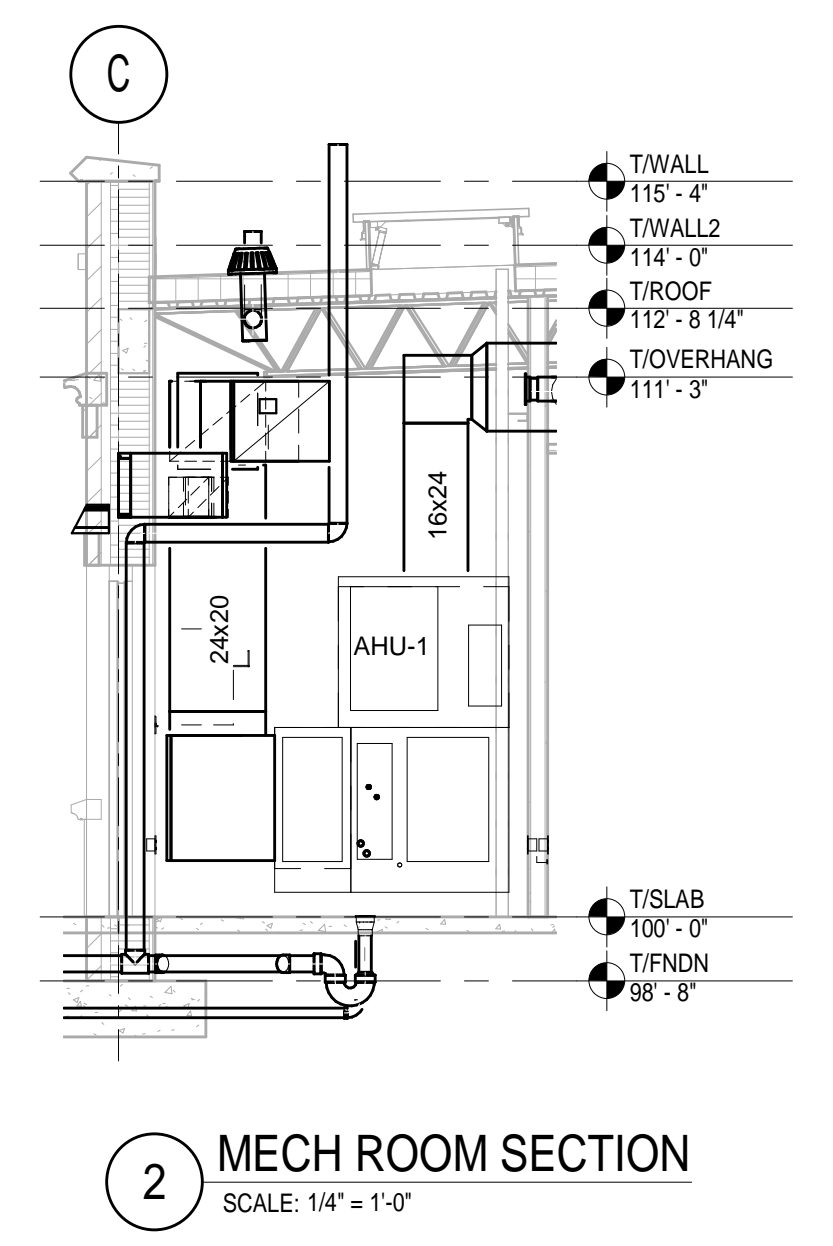 C
T/WALL
115' - 4"
T/WALL2
114' - 0"
T/ROOF
112' - 8 1/4"
T/OVERHANG
111' - 3"
16x24
24x20
AHU-1
T/SLAB
100' - 0"
T/FNDN
98' - 8"
2
MECH ROOM SECTION
SCALE: 1/4" = 1'-0"